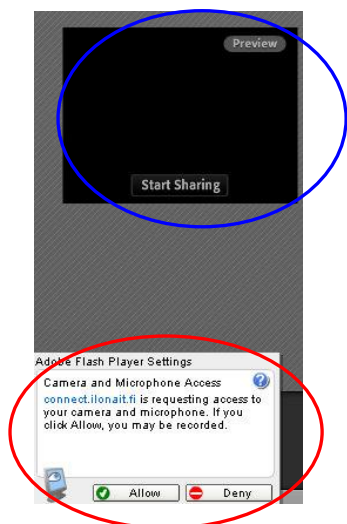 Preview
Start Sharing
Adobe Flash Player Settings
Camera and Microphone Access
connect.ilonait.fi is requesting access to
your camera and microphone. If you
click Allow, you may be recorded.
Allow Deny